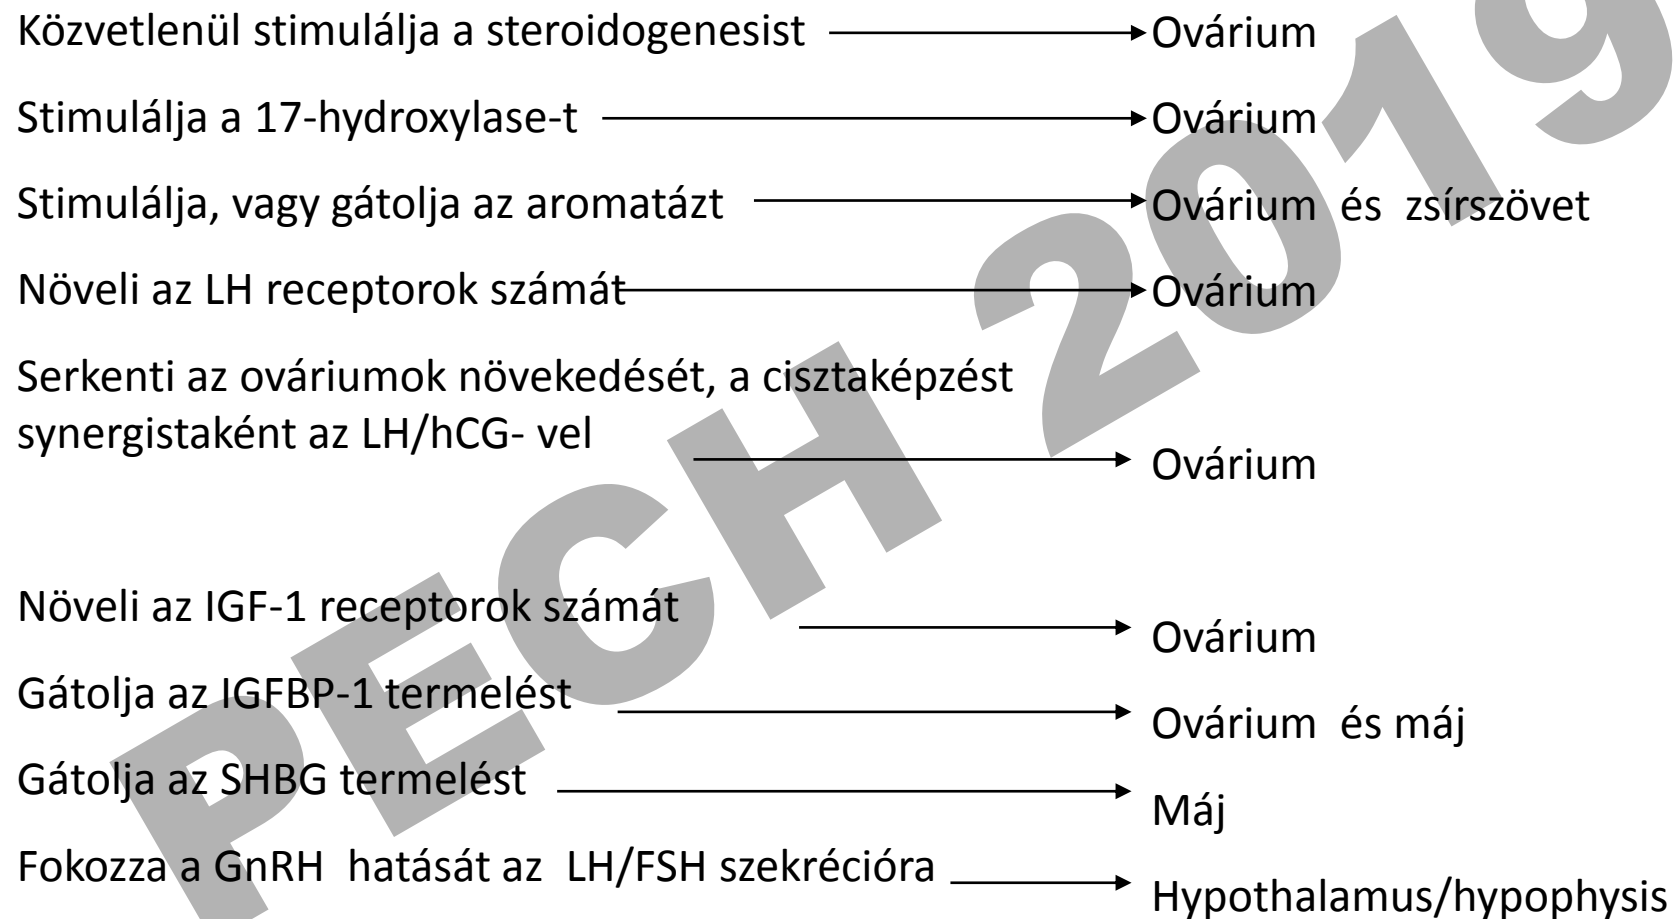 Közvetlenül stimulálja a steroidogenesist Ovárium
Stimulálja a 17-hydroxylase-t Ovárium
Stimulálja, vagy gátolja az aromatázt Ovárium és zsírszövet
Növeli az LH receptorok számát Ovárium
Serkenti azováriumok növekedését, a cisztaképzést
synergistaként az LH/hCG- vel Ovárium
Növeli az IGF-1 receptorok számát Ovárium
Gátolja az IGFBP-1 termelést Ovárium és máj
Gátolja az SHBG termelést Máj
Fokozza a GnRH hatását az LH/FSH szekrécióra Hypothalamus/hypophysis
PECH 2019